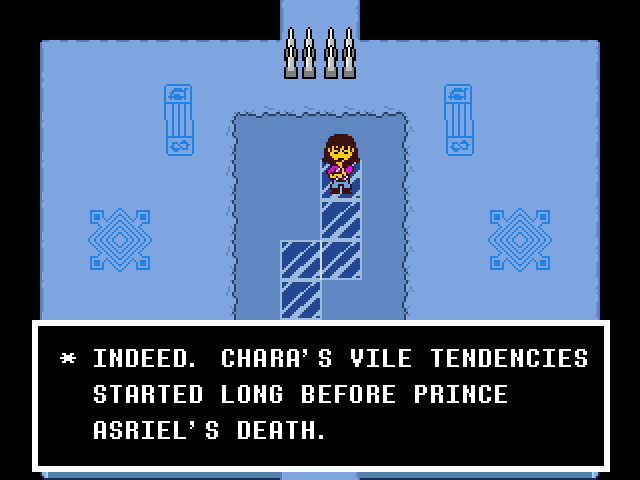 * INDEED. CHARA'S VILE TENDENCIES
STARTED LONG BEFORE PRINCE
ASRIEL'S DEATH.